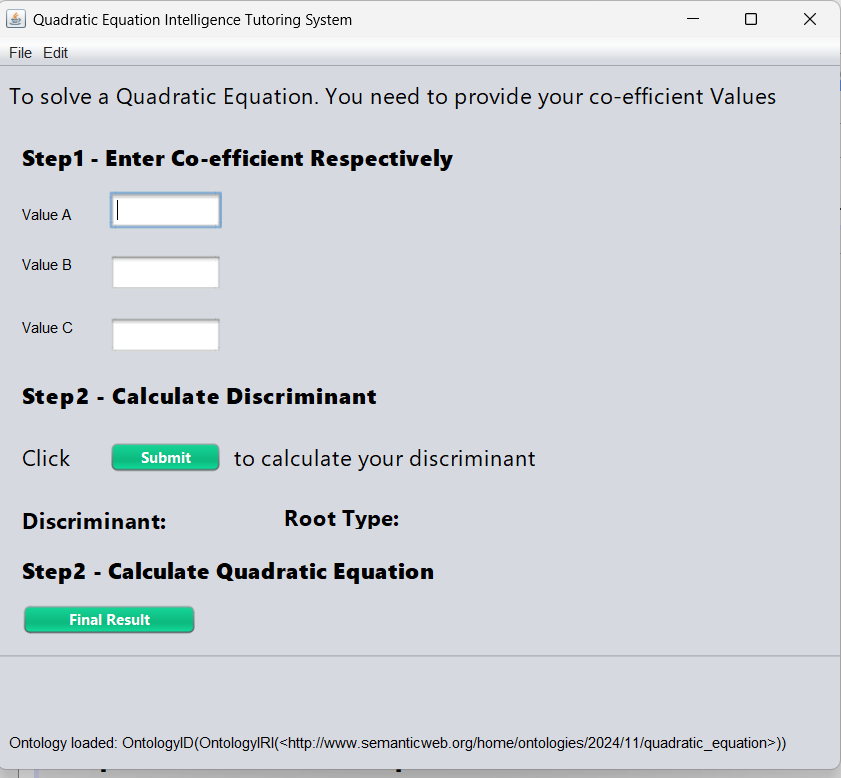 Quadratic Equation Intelligence Tutoring System
File Edit
To solve a Quadratic Equation. You need to provide your co-efficient Values
Step1 - Enter Co-efficient Respectively
Value A
Value B
Value C
Step2 - Calculate Discriminant
Click Submit to calculate your discriminant
Discriminant: Root Type:
Step2 - Calculate Quadratic Equation
Final Result
Ontology loaded: OntologyID(OntologyIRI(<http://www.semanticweb.org/home/ontologies/2024/11/quadratic_equation>))